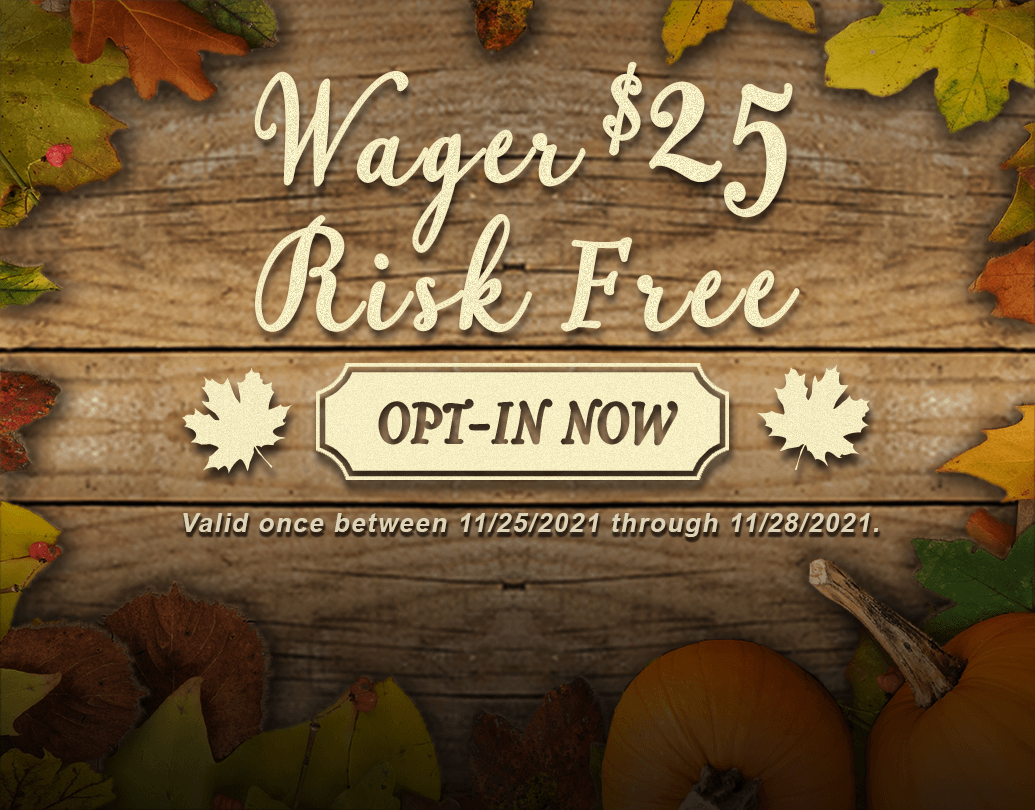 Wager $25
Risk Free
OPT-IN NOW
Valid once between 11/25/2021 through 11/28/2021.